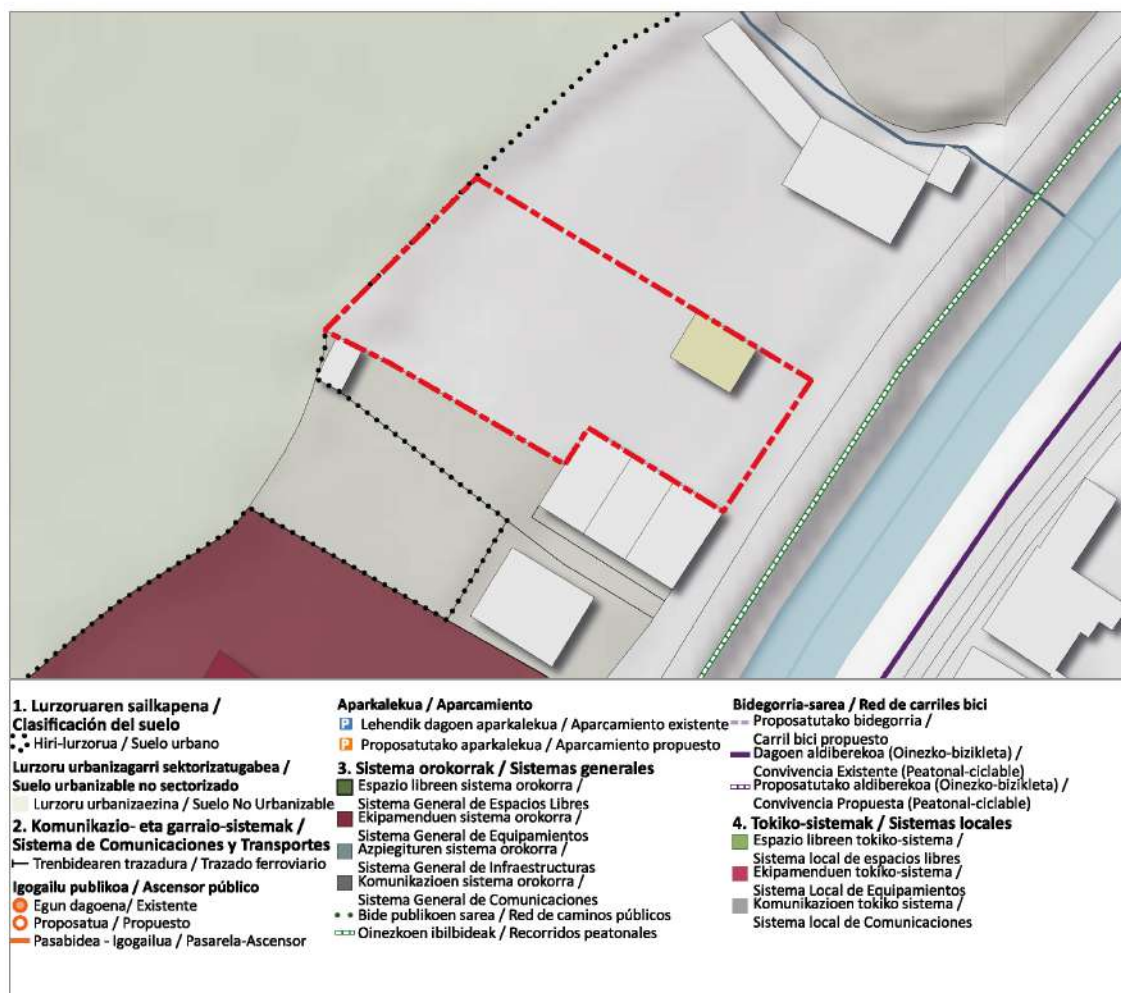 1. Lurzoruaren sailkapena /
Clasificación del suelo
Hiri-lurzorua / Suelo urbano
Lurzoru urbanizagarri sektorizatugabea /
Suelo urbanizable no sectorizado
Lurzoru urbanizaezina / Suelo No Urbanizable
2. Komunikazio- eta garraio-sistemak /
Sistema de Comunicaciones y Transportes
Trenbidearen trazadura / Trazado ferroviario
Igogailu publikoa / Ascensor público
Egun dagoena/ Existente
Proposatua / Propuesto
Pasabidea - Igogailua / Pasarela-Ascensor
Aparkalekua / Aparcamiento
P Lehendik dagoen aparkalekua / Aparcamiento existente
P Proposatutako aparkalekua / Aparcamiento propuesto
3. Sistema orokorrak / Sistemas generales
Espazio libreen sistema orokorra /
Sistema General de Espacios Libres
Ekipamenduen sistema orokorra /
Sistema General de Equipamientos
Azpiegituren sistema orokorra /
Sistema General de Infraestructuras
Komunikazioen sistema orokorra /
Sistema General de Comunicaciones
Bide publikoen sarea / Red de caminos públicos
Oinezkoen ibilbideak / Recorridos peatonales
Bidegorria-sarea / Red de carriles bici
Proposatutako bidegorria /
Carril bici propuesto
Dagoen aldiberekoa (Oinezko-bizikleta) /
Convivencia Existente (Peatonal-ciclable)
Proposatutako aldiberekoa (Oinezko-bizikleta) /
Convivencia Propuesta (Peatonal-ciclable)
4. Tokiko-sistemak / Sistemas locales
Espazio libreen tokiko-sistema /
Sistema local de espacios libres
Ekipamenduen tokiko-sistema /
Sistema Local de Equipamientos
Komunikazioen tokiko sistema /
Sistema local de Comunicaciones